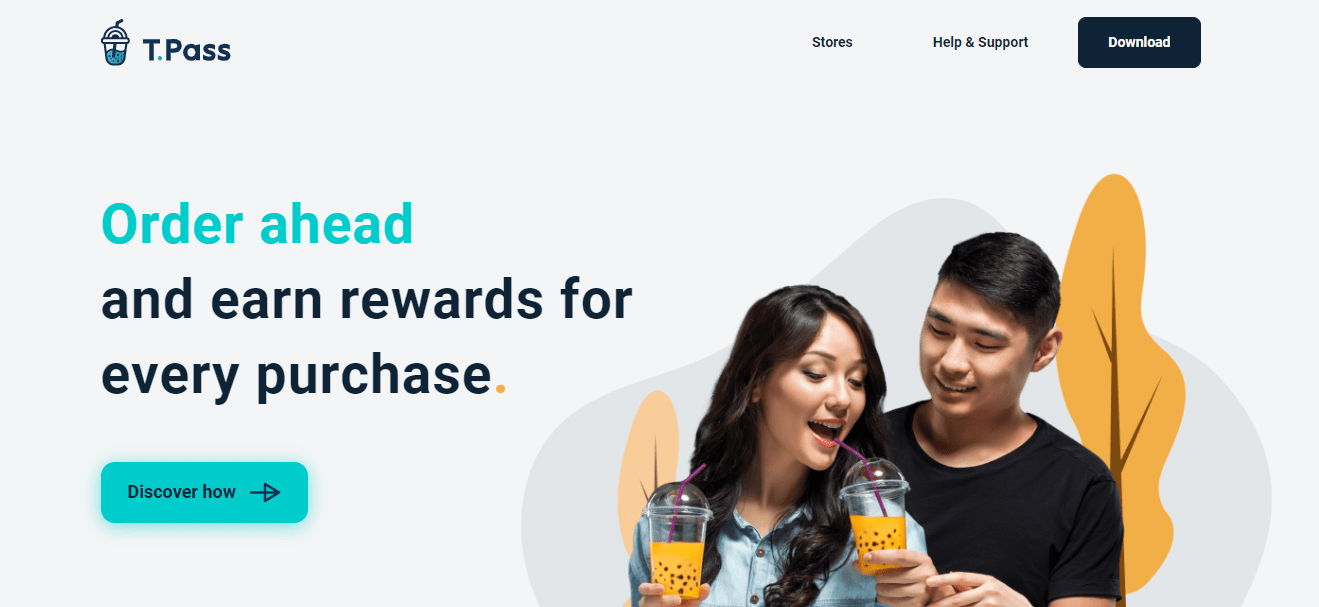 T.Pass
Stores
Help & Support
Download
Order ahead
and earn rewards for
every purchase.
Discover how